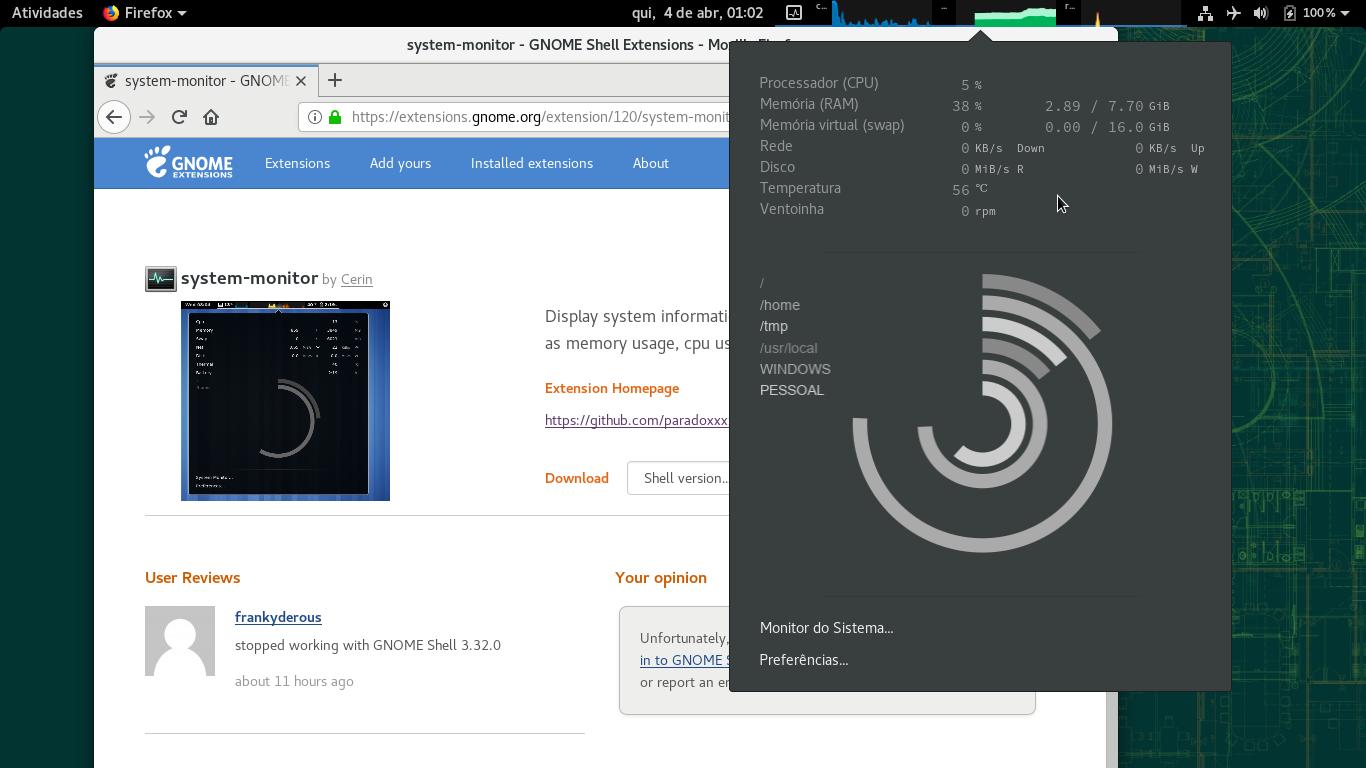 Atividades
Firefox
qui, 4 de abr, 01:02
c...
...
r...
100 %
system-monitor - GNOME Shell Extensions - Mo
system-monitor - GNOME
https://extensions.gnome.org/extension/120/system-monit
GNOME
EXTENSIONS
Extensions
Add yours
Installed extensions
About
system-monitor by Cerin
Display system informati
as memory usage, cpu us
Extension Homepage
https://github.com/paradoxxx
Download
Shell version...
User Reviews
frankyderous
stopped working with GNOME Shell 3.32.0
about 11 hours ago
Your opinion
Unfortunately,
in to GNOME S
or report an er
Processador (CPU) 5 %
Memória (RAM) 38 % 2.89 / 7.70 GiB
Memória virtual (swap) 0 % 0.00 / 16.0 GiB
Rede 0 KB/s Down 0 KB/s Up
Disco 0 MiB/s R 0 MiB/s W
Temperatura 56 °C
Ventoinha 0 rpm
/
/home
/tmp
/usr/local
WINDOWS
PESSOAL
Monitor do Sistema...
Preferências...